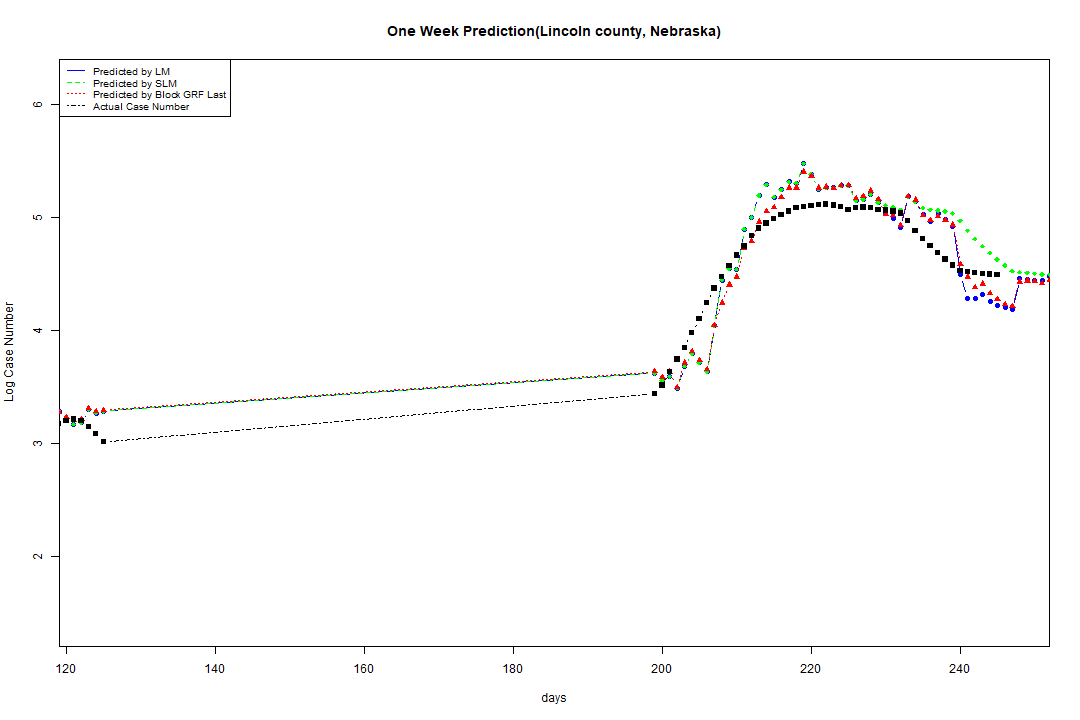 One Week Prediction(Lincoln county, Nebraska)
Predicted by LM
Predicted by SLM
Predicted by Block GRF Last
Actual Case Number
6
5
4
3
2
Log Case Number
120 140 160 180 200 220 240
days